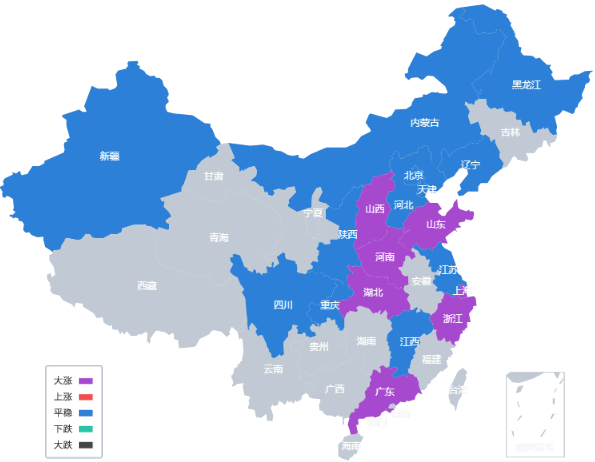 黑龙江
内蒙古
吉林
新疆
辽宁
北京
甘肃
天津
河北
宁夏
山西
山东
青海
陕西
河南
江苏
西藏
安徽
上海
湖北
四川
重庆
浙江
湖南
江西
贵州
福建
云南
广西
广东
台湾
海南
大涨
上涨
平稳
下跌
大跌